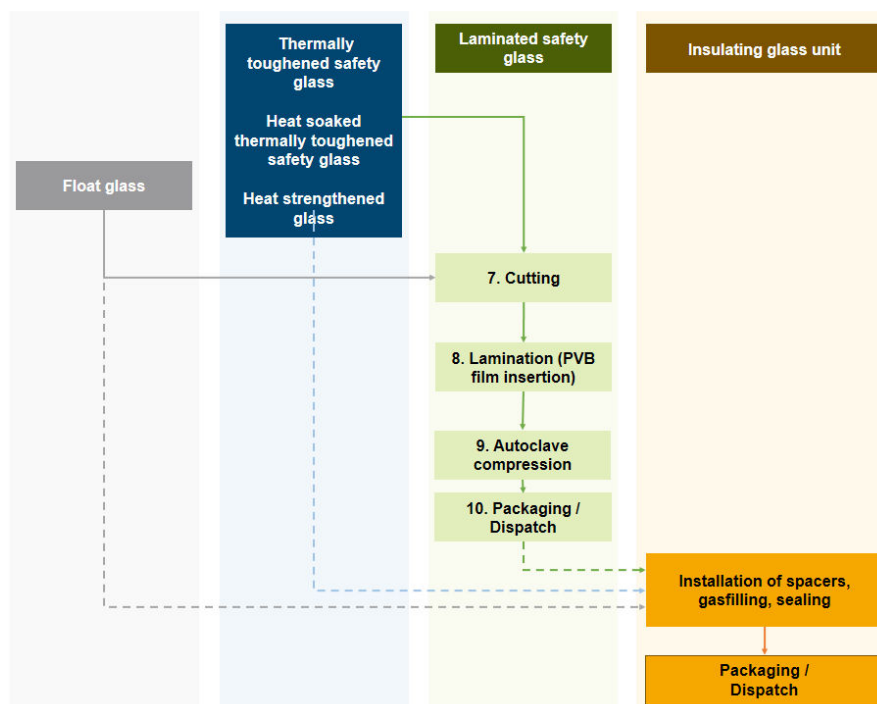 Thermally
toughened safety
glass
Heat soaked
thermally toughened
safety glass
Heat strengthened
glass
Laminated safety
glass
Insulating glass unit
Float glass
7. Cutting
8. Lamination (PVB
film insertion)
9. Autoclave
compression
10. Packaging /
Dispatch
Installation of spacers,
gasfilling, sealing
Packaging /
Dispatch